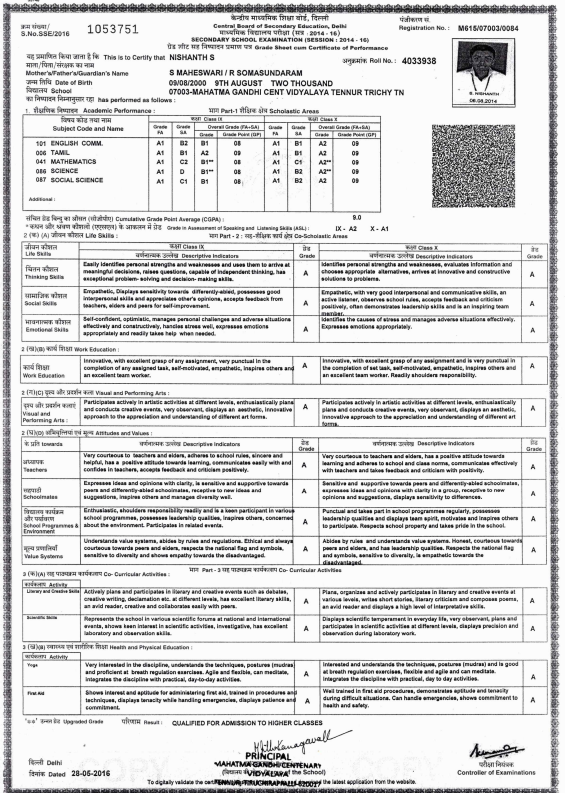 केन्द्रीय माध्यमिक शिक्षा बोर्ड, दिल्ली
क्रम संख्या/
S.No.SSE/2016 1053751
Central Board of Secondary Education, Delhi
पंजीकरण सं.
Registration No. : M615/07003/0084
माध्यमिक विद्यालय परीक्षा (सत्र : 2014 - 16)
SECONDARY SCHOOL EXAMINATION (SESSION : 2014 - 16)
ग्रेड शीट सह निष्पादन प्रमाण पत्र Grade Sheet cum Certificate of Performance
यह प्रमाणित किया जाता है कि This is to Certify that NISHANTH S
अनुक्रमांक Roll No. : 4033938
माता/पिता/संरक्षक का नाम
Mother's/Father's/Guardian's Name S MAHESWARI / R SOMASUNDARAM
जन्म तिथि Date of Birth 09/08/2000 9TH AUGUST TWO THOUSAND
विद्यालय School 07003-MAHATMA GANDHI CENT VIDYALAYA TENNUR TRICHY TN
का निष्पादन निम्नानुसार रहा has performed as follows :
S. NISHANTH
06.08.2014
1. शैक्षणिक निष्पादन Academic Performance : भाग Part-1 शैक्षिक क्षेत्र Scholastic Areas
विषय कोड तथा नाम
Subject Code and Name
कक्षा Class IX
कक्षा Class X
Grade FA Grade SA Overall Grade (FA+SA) Grade Grade Point (GP)
Grade FA Grade SA Overall Grade (FA+SA) Grade Grade Point (GP)
101 ENGLISH COMM. A1 B2 B1 08 A1 B1 A2 09
006 TAMIL A1 B1 A2 09 A1 B1 A2 09
041 MATHEMATICS A1 C2 B1** 08 A1 C1 A2** 09
086 SCIENCE A1 D B1** 08 A1 B2 A2** 09
087 SOCIAL SCIENCE A1 C1 B1 08 A1 B2 A2 09
Additional :
संचित ग्रेड बिन्दु का औसत (सीजीपीए) Cumulative Grade Point Average (CGPA) : 9.0
* कथन और श्रवण कौशलों (एएसएल) के आकलन में ग्रेड Grade in Assessment of Speaking and Listening Skills (ASL) : IX - A2 X - A1
2 (क) (A) जीवन कौशल Life Skills : भाग Part - 2 : सह-शैक्षिक कार्य क्षेत्र Co-Scholastic Areas
जीवन कौशल
Life Skills
कक्षा Class IX
वर्णनात्मक उल्लेख Descriptive Indicators
ग्रेड
Grade
कक्षा Class X
वर्णनात्मक उल्लेख Descriptive Indicators
ग्रेड
Grade
चिंतन कौशल
Thinking Skills
Easily identifies personal strengths and weaknesses and uses them to arrive at
meaningful decisions, raises questions, capable of independent thinking, has
exceptional problem- solving and decision- making skills.
A
Identifies personal strengths and weaknesses, evaluates information and
chooses appropriate alternatives, arrives at innovative and constructive
solutions to problems.
A
सामाजिक कौशल
Social Skills
Empathetic, Displays sensitivity towards differently-abled, possesses good
interpersonal skills and appreciates other's opinions, accepts feedback from
teachers, elders and peers for self-improvement.
A
Empathetic, with very good interpersonal and communicative skills, an
active listener, observes school rules, accepts feedback and criticism
positively, often demonstrates leadership skills and is an inspiring team
member.
A
भावनात्मक कौशल
Emotional Skills
Self-confident, optimistic, manages personal challenges and adverse situations
effectively and constructively, handles stress well, expresses emotions
appropriately and readily takes help when needed.
A
Identifies the causes of stress and manages adverse situations effectively.
Expresses emotions appropriately.
A
2 (ख)(B) कार्य शिक्षा Work Education :
कार्य शिक्षा
Work Education
Innovative, with excellent grasp of any assignment, very punctual in the
completion of any assigned task, self-motivated, empathetic, inspires others and
an excellent team worker.
A
Innovative, with excellent grasp of any assignment and is very punctual in
the completion of set task, self-motivated, empathetic, inspires others and
an excellent team worker. Readily shoulders responsibility.
A
2 (ग)(C) दृश्य और प्रदर्शन कला Visual and Performing Arts :
दृश्य और प्रदर्शन कलाएं
Visual and
Performing Arts :
Participates actively in artistic activities at different levels, enthusiastically plans
and conducts creative events, very observant, displays an aesthetic, innovative
approach to the appreciation and understanding of different art forms.
A
Participates actively in artistic activities at different levels, enthusiastically
plans and conducts creative events, very observant, displays an aesthetic,
innovative approach to the appreciation and understanding of different art
forms.
A
2 (घ)(D) अभिवृत्तियां एवं मूल्य Attitudes and Values :
के प्रति towards
वर्णनात्मक उल्लेख Descriptive Indicators
ग्रेड
Grade
वर्णनात्मक उल्लेख Descriptive Indicators
ग्रेड
Grade
अध्यापक
Teachers
Very courteous to teachers and elders, adheres to school rules, sincere and
helpful, has a positive attitude towards learning, communicates easily with and
confides in teachers, accepts feedback and criticism positively.
A
Very courteous to teachers and elders, has a positive attitude towards
learning and adheres to school and class norms, communicates effectively
with teachers and takes feedback and criticism with positivity.
A
सहपाठी
Schoolmates
Expresses ideas and opinions with clarity, is sensitive and supportive towards
peers and differently-abled schoolmates, receptive to new ideas and
suggestions, inspires others and manages diversity well.
A
Sensitive and supportive towards peers and differently-abled schoolmates,
expresses ideas and opinions with clarity in a group, receptive to new
opinions and suggestions, displays sensitivity to differences.
A
विद्यालय कार्यक्रम
और पर्यावरण
School Programmes &
Environment
Enthusiastic, shoulders responsibility readily and is a keen participant in various
school programmes, possesses leadership quality, inspires others, concerned
about the environment. Participates in related events.
A
Punctual and takes part in school programmes regularly, possesses
leadership qualities and displays team spirit, motivates and inspires others
to participate. Respects school property and takes pride in the school.
A
मूल्य प्रणालियां
Value Systems
Understands value systems, abides by rules and regulations. Ethical and always
courteous towards peers and elders, respects the national flag and symbols,
sensitive to diversity and shows empathy towards the disadvantaged.
A
Abides by rules and understands value systems. Honest, courteous towards
peers and elders, and has leadership qualities. Respects the national flag
and symbols, sensitive to diversity, is empathetic towards the
disadvantaged.
A
भाग Part - 3 सह पाठ्यक्रम कार्यकलाप Co- Curricular Activities
3 (क)(A) सह पाठ्यक्रम कार्यकलाप Co- Curricular Activities :
कार्यकलाप Activity
Literary and Creative Skills
Actively plans and participates in literary and creative events such as debates,
creative writing, declamation etc. at different levels, has excellent literary skills,
an avid reader, creative and collaborates easily with peers.
A
Plans, organizes and actively participates in literary and creative events at
various levels, writes short stories, literary criticism and composes poems,
an avid reader and displays a high level of interpretative skills.
A
Scientific Skills
Represents the school in various scientific forums at national and international
events, shows keen interest in scientific activities, investigative, has excellent
laboratory and observation skills.
A
Displays scientific temperament in everyday life, very observant, plans and
participates in scientific activities at different levels, displays precision and
observation during laboratory work.
A
3 (ख)(B) स्वास्थ्य एवं शारीरिक शिक्षा Health and Physical Education :
कार्यकलाप Activity
Yoga
Very interested in the discipline, understands the techniques, postures (mudras)
and proficient at breath regulation exercises. Agile and flexible, can meditate,
integrates the discipline with practical, day-to-day activities.
A
Interested and understands the techniques, postures (mudras) and is good
at breath regulation exercises, flexible and agile and can meditate.
Integrates the discipline with practical, day to day activities.
A
First Aid
Shows interest and aptitude for administering first aid, trained in procedures and
techniques, displays tenacity while handling emergencies, displays patience and
commitment.
A
Well trained in first aid procedures, demonstrates aptitude and tenacity
during difficult situations. Can handle emergencies, shows commitment to
health and safety.
A
'**' उन्नत ग्रेड Upgraded Grade परिणाम Result : QUALIFIED FOR ADMISSION TO HIGHER CLASSES
PRINCIPAL
MAHATMA GANDHI CENTENARY
VIDYALAYA
TENNUR, TIRUCHIRAPPALLI-620017
दिल्ली Delhi
दिनांक Dated 28-05-2016
परीक्षा नियंत्रक
Controller of Examinations
To digitally validate the the latest application from the website.